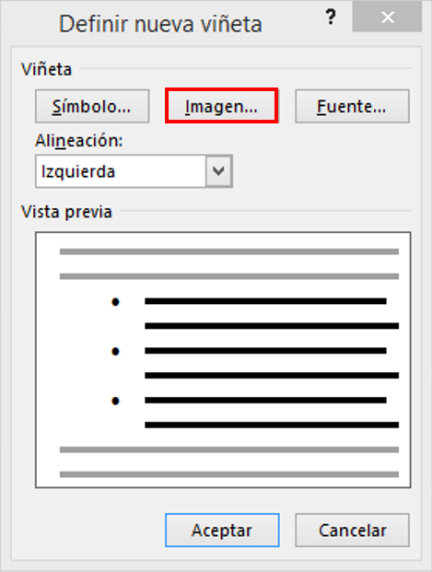 Definir nueva viñeta ? ×
Viñeta
Símbolo... Imagen... Fuente...
Alineación:
Izquierda
Vista previa
Aceptar Cancelar